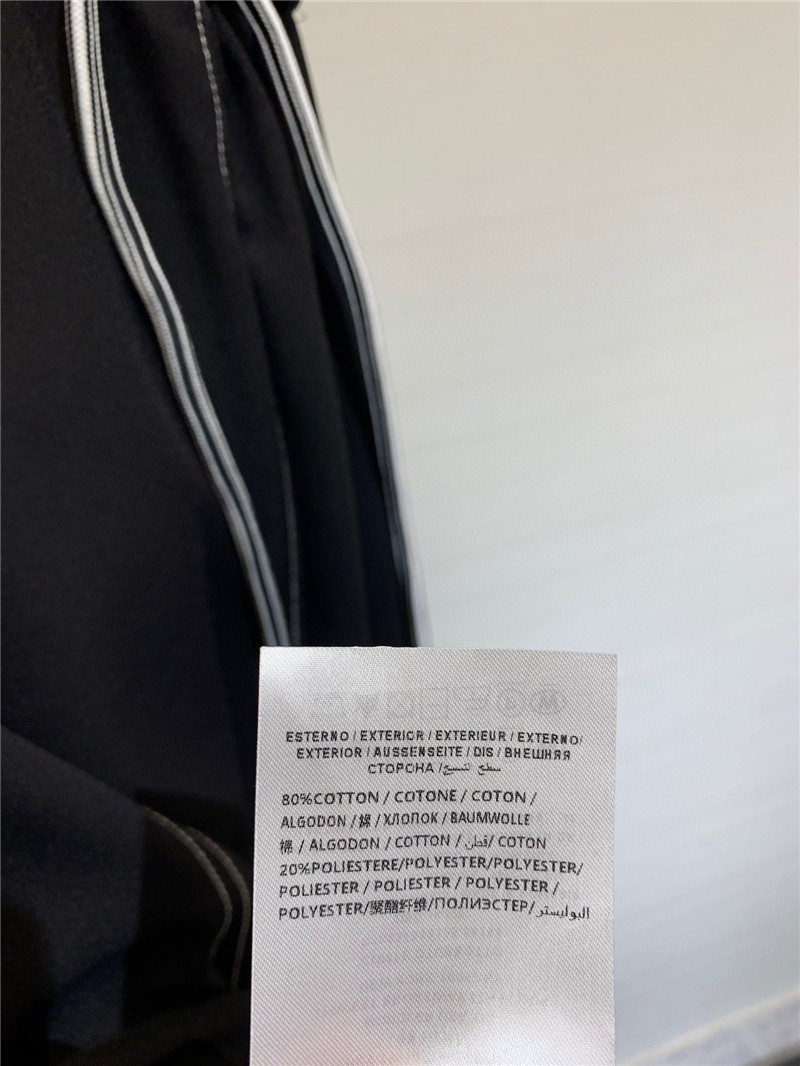 ESTERNO / EXTERIOR / EXTERIEUR / EXTERNO/
EXTERIOR / AUSSENSEITE / DIS / ВНЕШНЯЯ
СТОРСНА / سطح النسيج
80%COTTON / COTONE / COTON /
ALGODON / 綿 / ХЛОПОК / BAUMWOLLE
棉 / ALGODON / COTTON / قطن/ COTON
20%POLIESTERE/POLYESTER/POLYESTER/
POLIESTER / POLIESTER / POLYESTER /
POLYESTER/聚酯纤维/ПОЛИЭСТЕР/البوليستر